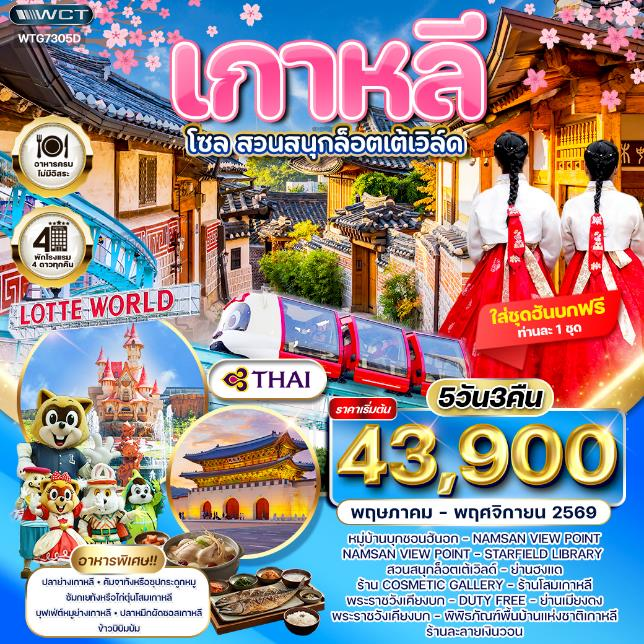 WCT
WTG7305D
เกาหลี
โซล สวนสนุกล็อตเต้เวิล์ด
อาหารครบ
ไม่มีอิสระ
4
พักโรงแรม
4 ดาวทุกคืน
LOTTE WORLD
ใส่ชุดฮันบกฟรี
ท่านละ 1 ชุด
THAI
5วัน3คืน
ราคาเริ่มต้น
43,900
พฤษภาคม - พฤศจิกายน 2569
หมู่บ้านบุกชอนฮันอก - NAMSAN VIEW POINT
NAMSAN VIEW POINT - STARFIELD LIBRARY
สวนสนุกล็อตเต้เวิลด์ - ย่านฮงแด
ร้าน COSMETIC GALLERY - ร้านโสมเกาหลี
พระราชวังเคียงบก - DUTY FREE - ย่านเมียงดง
พระราชวังเคียงบก - พิพิธภัณฑ์พื้นบ้านแห่งชาติเกาหลี
ร้านละลายเงินวอน
อาหารพิเศษ!!
ปลาย่างเกาหลี • คัมจาทังหรือซุปกระดูกหมู
ซัมเกยทังหรือไก่ตุ๋นโสมเกาหลี
บุฟเฟ่ต์หมูย่างเกาหลี • ปลาหมึกผัดซอสเกาหลี
ข้าวบิบิมบับ